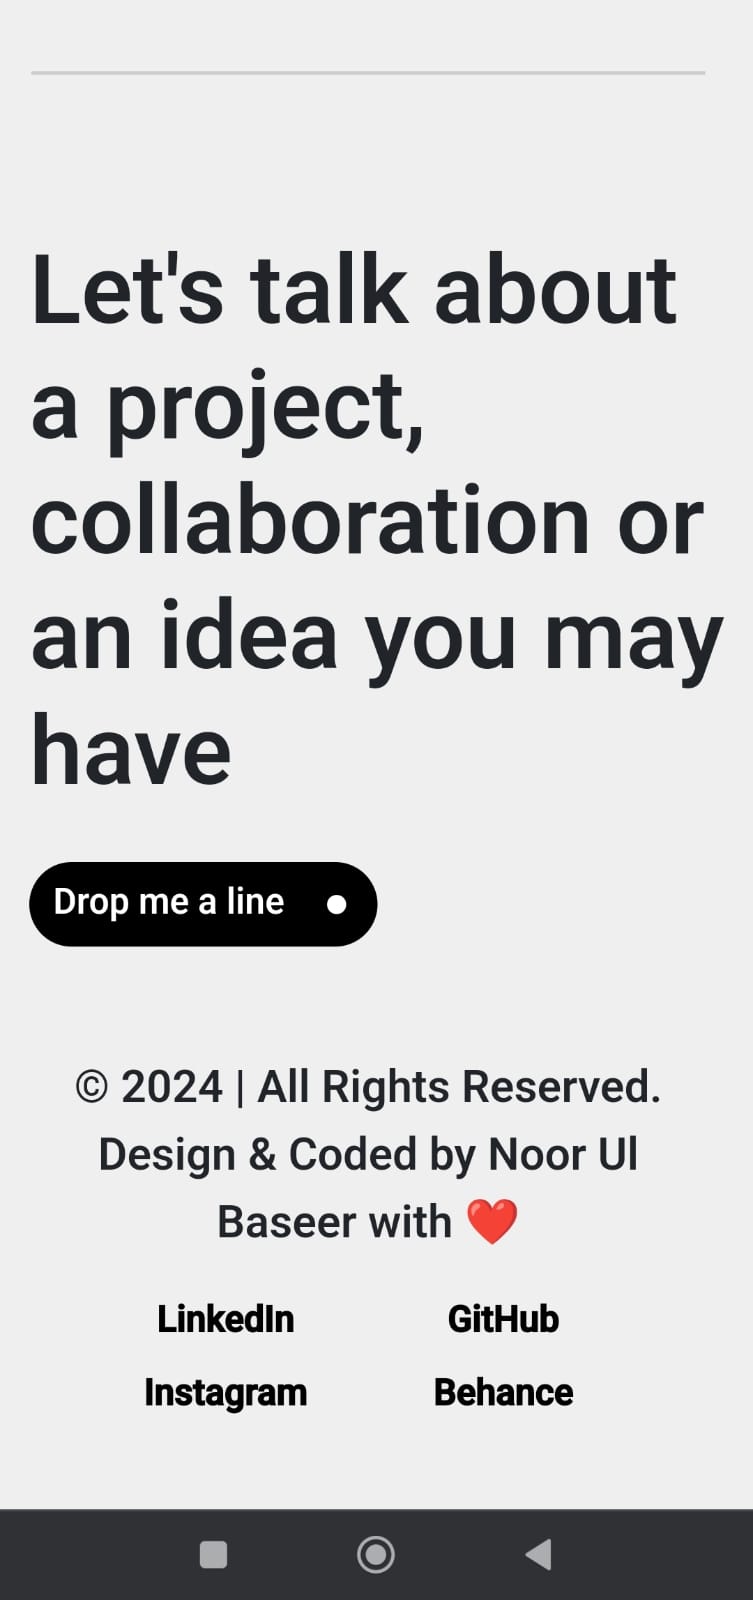 Let's talk about
a project,
collaboration or
an idea you may
have
Drop me a line
© 2024 | All Rights Reserved.
Design & Coded by Noor Ul
Baseer with ❤️
LinkedIn GitHub
Instagram Behance